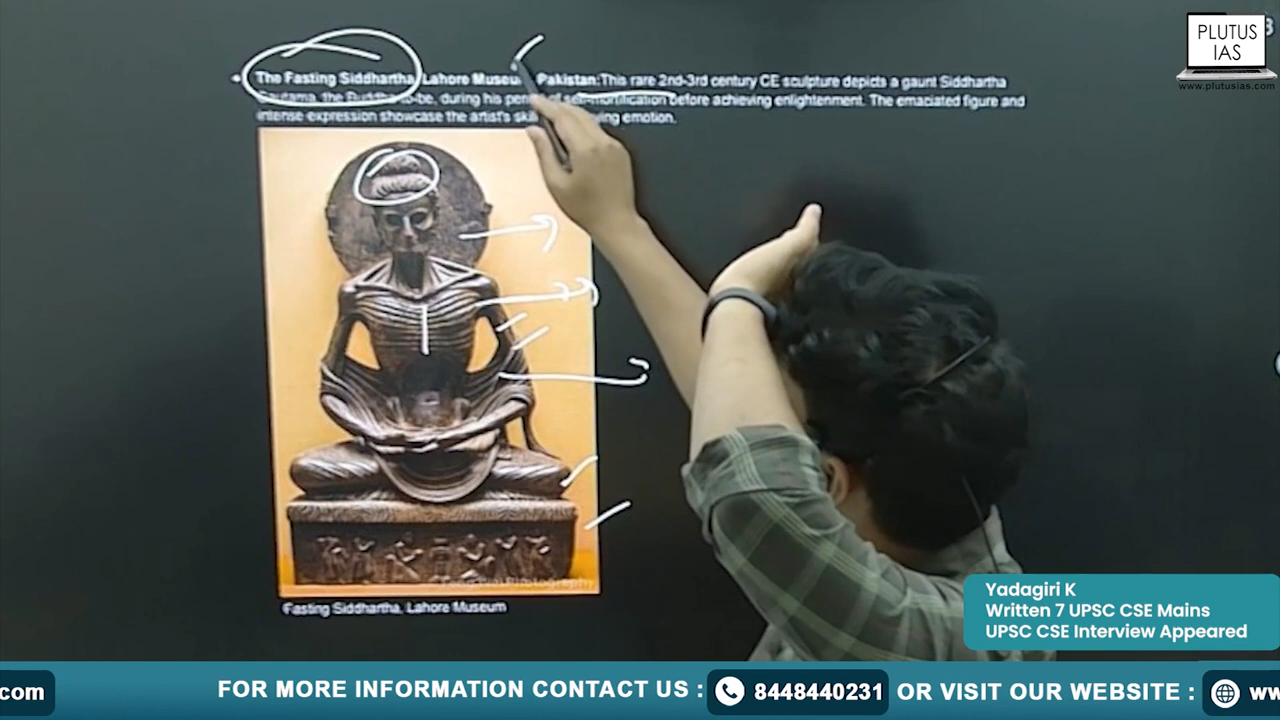 PLUTUS
IAS
www.plutusias.com
The Fasting Siddhartha, Lahore Museum Pakistan: This rare 2nd-3rd century CE sculpture depicts a gaunt Siddhartha
Gautama, the Buddha-to-be, during his period of self-mortification before achieving enlightenment. The emaciated figure and
intense expression showcase the artist's emotion.
Photography
Fasting Siddhartha, Lahore Museum
Yadagiri K
Written 7 UPSC CSE Mains
UPSC CSE Interview Appeared
com FOR MORE INFORMATION CONTACT US : 8448440231 OR VISIT OUR WEBSITE :